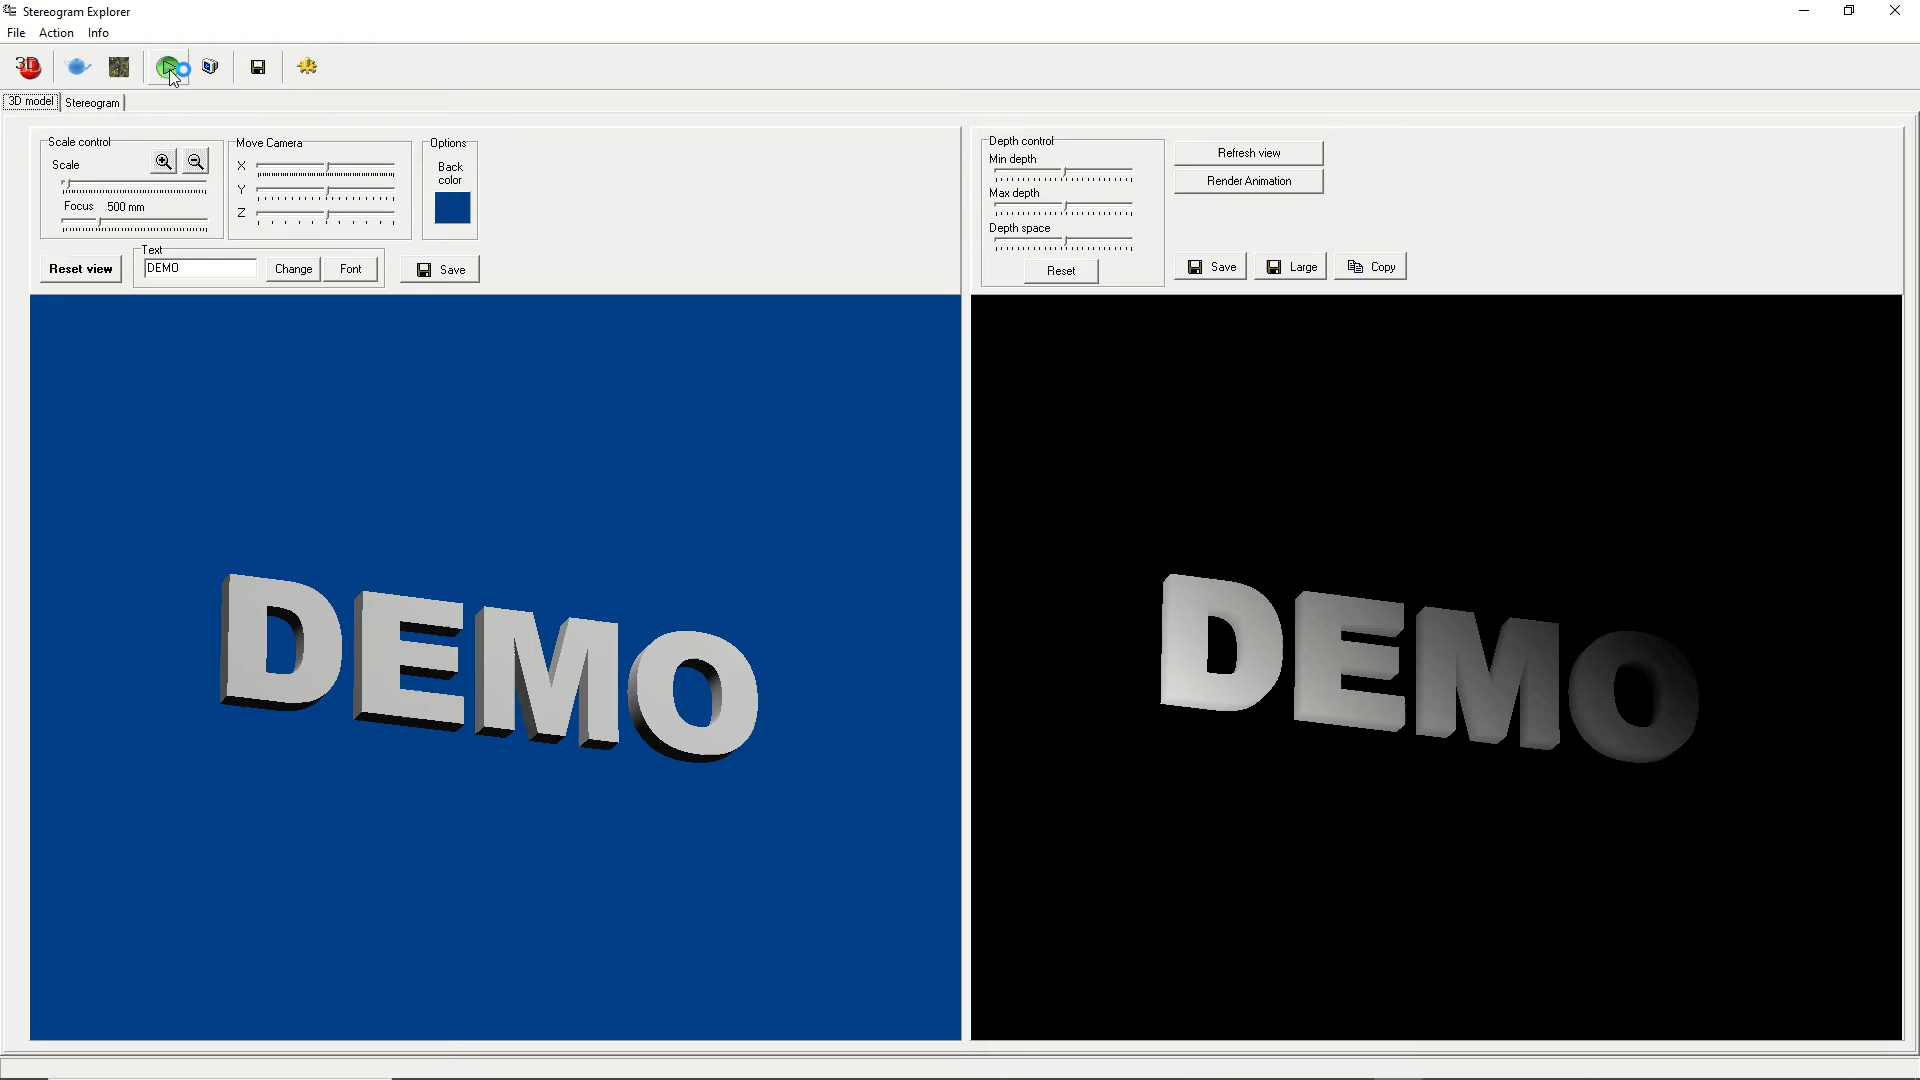 Stereogram Explorer
File Action Info
3D
3D model Stereogram
Scale control
Scale
Focus 500 mm
Move Camera
X
Y
Z
Options
Back
color
Reset view
Text
DEMO
Change Font
Save
Depth control
Min depth
Max depth
Depth space
Reset
Refresh view
Render Animation
Save Large Copy
DEMO
DEMO